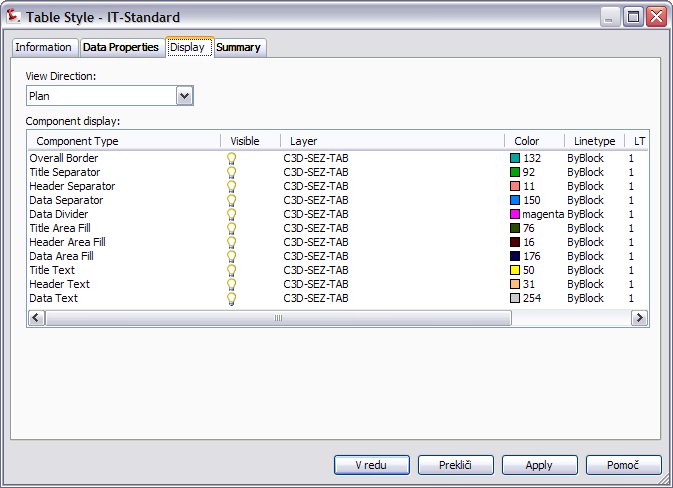 Table Style - IT-Standard
Information Data Properties Display Summary
View Direction:
Plan
Component display:
Component Type Visible Layer Color Linetype LT
Overall Border C3D-SEZ-TAB 132 ByBlock 1
Title Separator C3D-SEZ-TAB 92 ByBlock 1
Header Separator C3D-SEZ-TAB 11 ByBlock 1
Data Separator C3D-SEZ-TAB 150 ByBlock 1
Data Divider C3D-SEZ-TAB magenta ByBlock 1
Title Area Fill C3D-SEZ-TAB 76 ByBlock 1
Header Area Fill C3D-SEZ-TAB 16 ByBlock 1
Data Area Fill C3D-SEZ-TAB 176 ByBlock 1
Title Text C3D-SEZ-TAB 50 ByBlock 1
Header Text C3D-SEZ-TAB 31 ByBlock 1
Data Text C3D-SEZ-TAB 254 ByBlock 1
V redu Prekliči Apply Pomoč